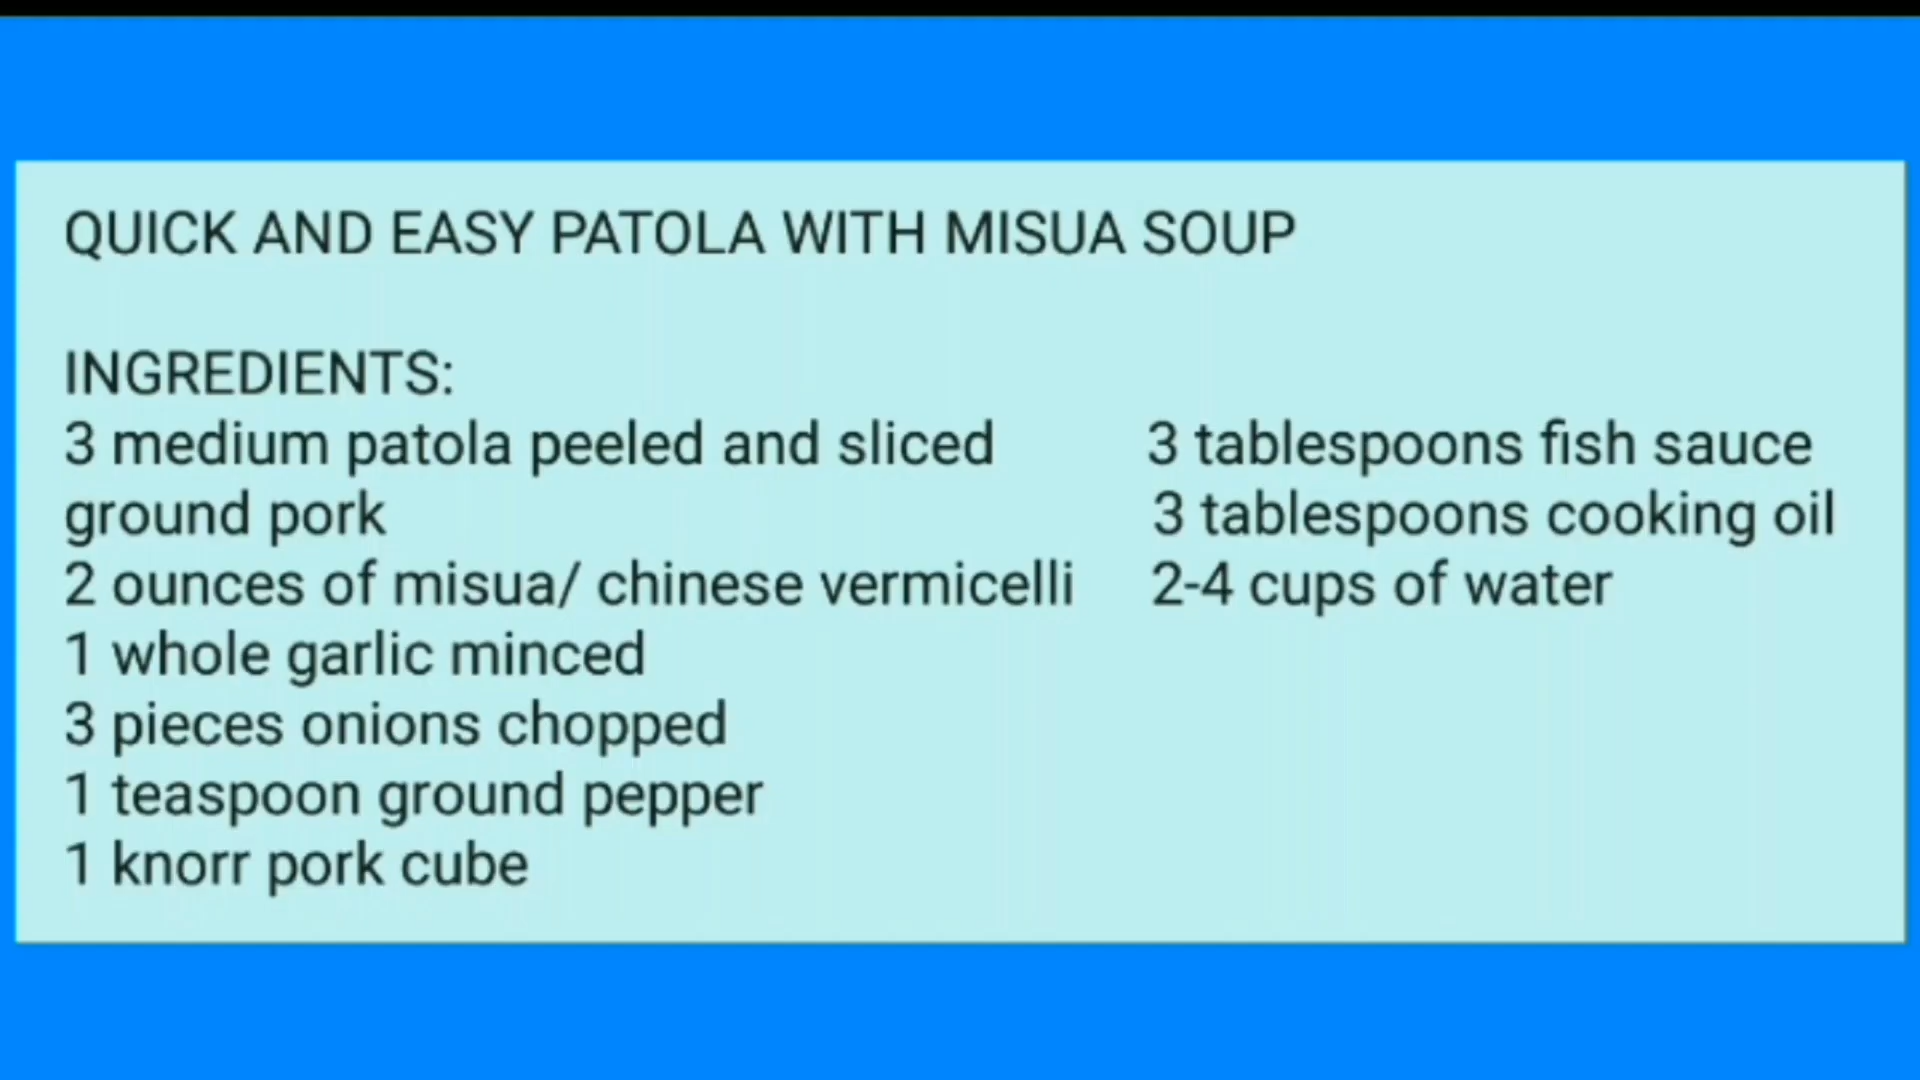 QUICK AND EASY PATOLA WITH MISUA SOUP
INGREDIENTS:
3 medium patola peeled and sliced
ground pork
2 ounces of misua/ chinese vermicelli
1 whole garlic minced
3 pieces onions chopped
1 teaspoon ground pepper
1 knorr pork cube
3 tablespoons fish sauce
3 tablespoons cooking oil
2-4 cups of water